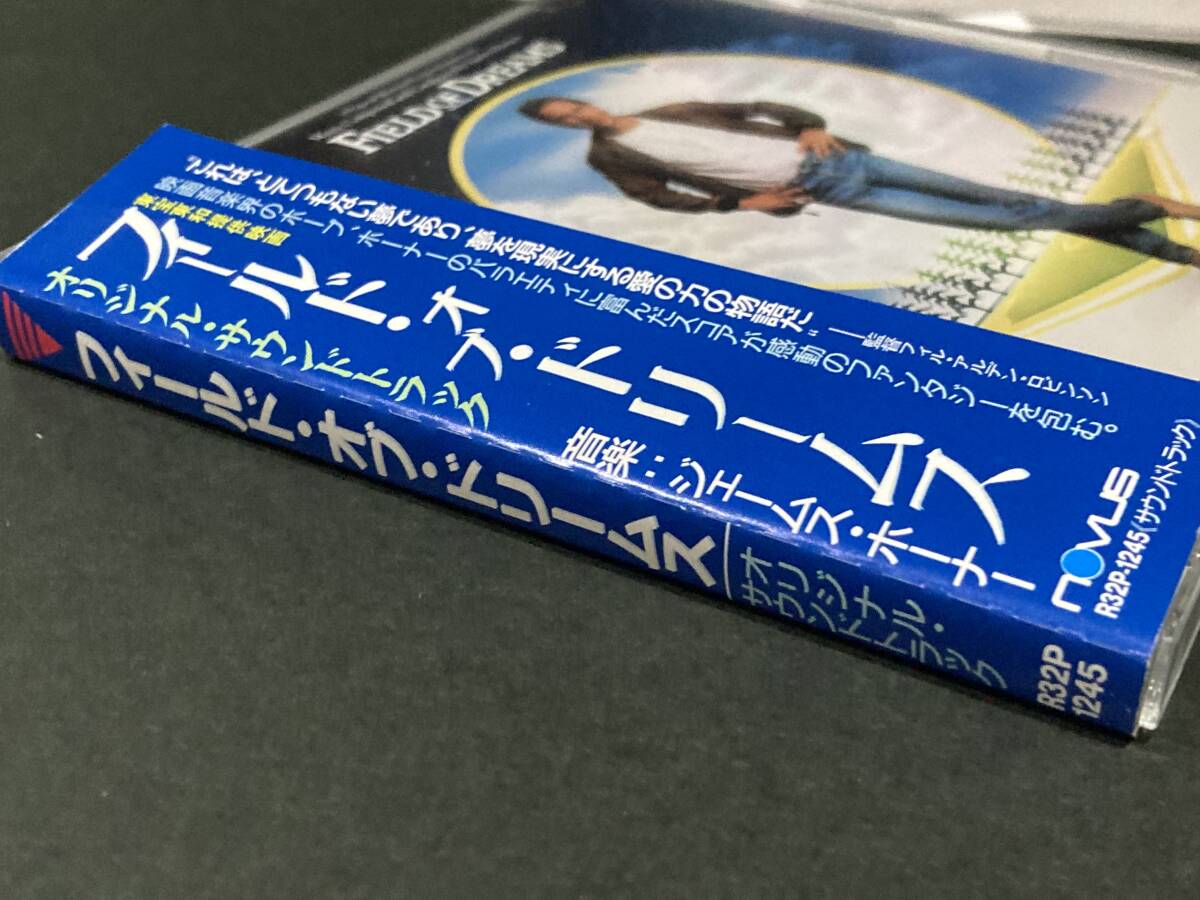 FIELD OF DREAMS
“これは、とてつもない夢であり、夢を現実にする愛の力の物語だ” ―監督フィル・アルデン・ロビンソン
映画音楽界のホープ、ホーナーのバラエティに富んだスコアが感動のファンタジーを包む。
東宝東和提供映画
フィールド・オブ・ドリームス
オリジナル・サウンドトラック
音楽:ジェームス・ホーナー
novus
R32P-1245(サウンドトラック)
フィールド・オブ・ドリームス
オリジナル・
サウンドトラック
R32P
1245